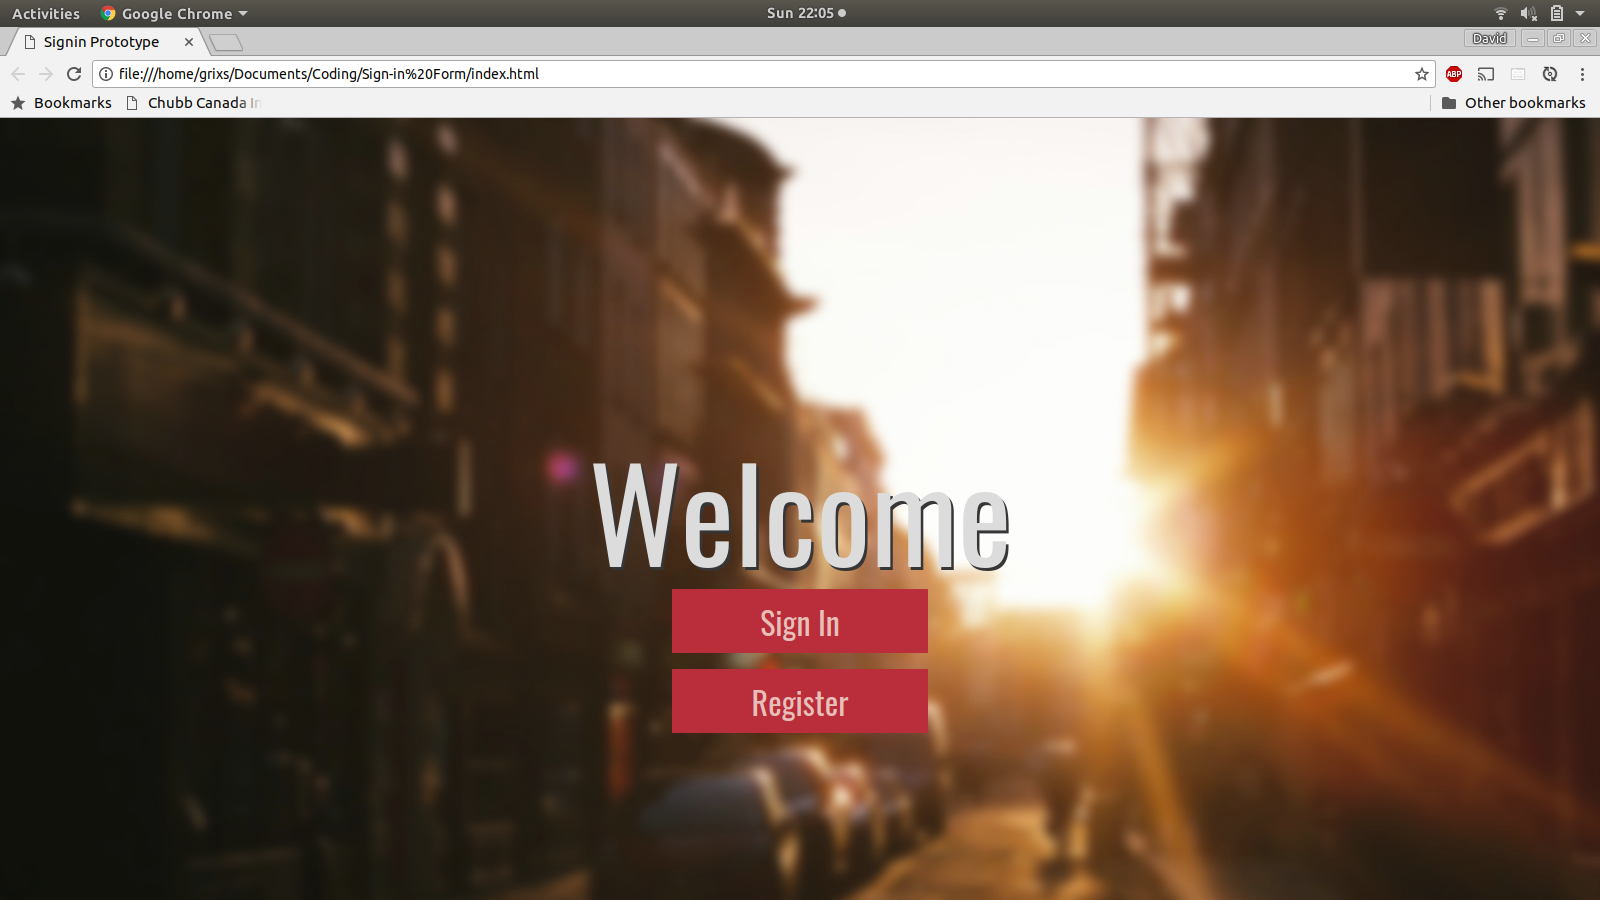 Activities Google Chrome Sun 22:05
Signin Prototype David
file:///home/grixs/Documents/Coding/Sign-in%20Form/index.html ABP
Bookmarks Chubb Canada In Other bookmarks
Welcome
Sign In
Register